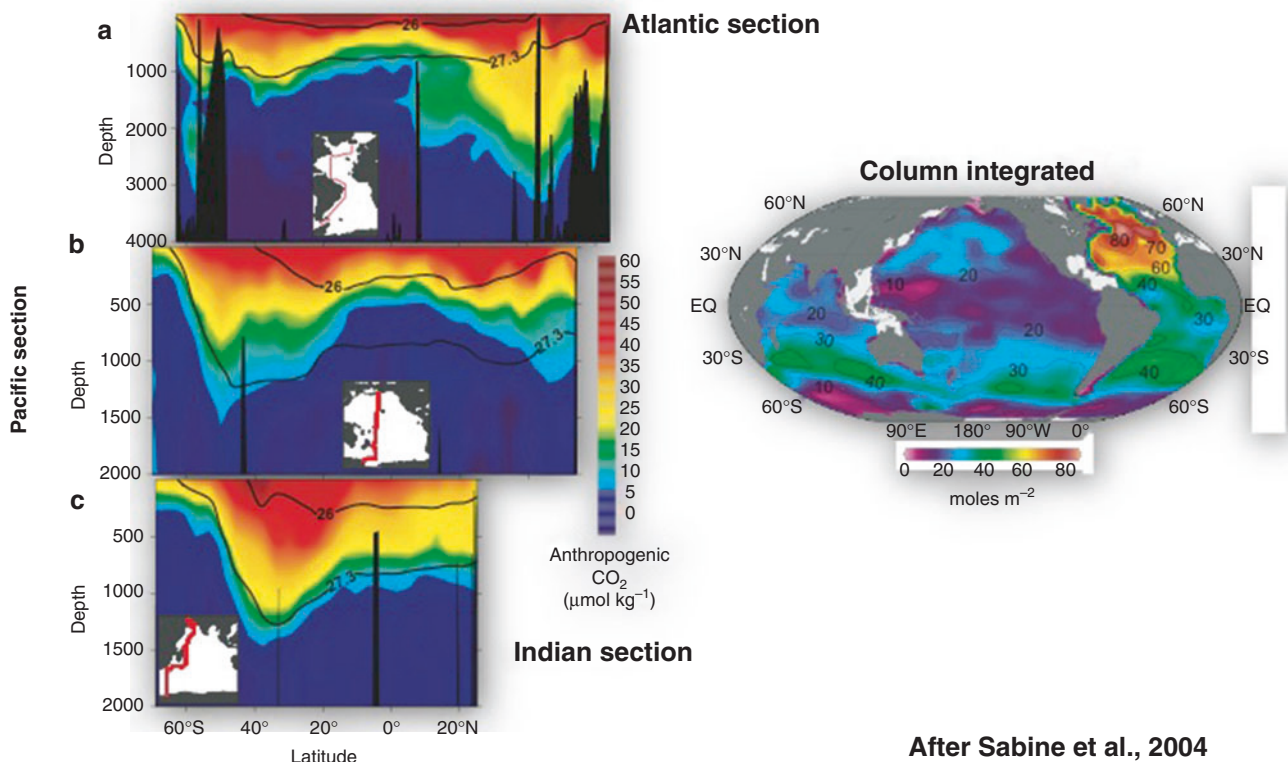 a
Atlantic section
26
27.3
1000
2000
3000
4000
Depth
b
Pacific section
26
27.3
500
1000
1500
2000
Depth
60
55
50
45
40
35
30
25
20
15
10
5
0
Anthropogenic
CO₂
(μmol kg⁻¹)
c
26
27.3
500
1000
1500
2000
Depth
60°S
40°
20°
0°
20°N
Latitude
Indian section
Column integrated
60°N
60°N
30°N
30°N
EQ
EQ
30°S
30°S
60°S
60°S
80
70
60
40
30
40
20
10
20
20
30
40
30
10
90°E 180° 90°W 0°
0 20 40 60 80
moles m⁻²
After Sabine et al., 2004